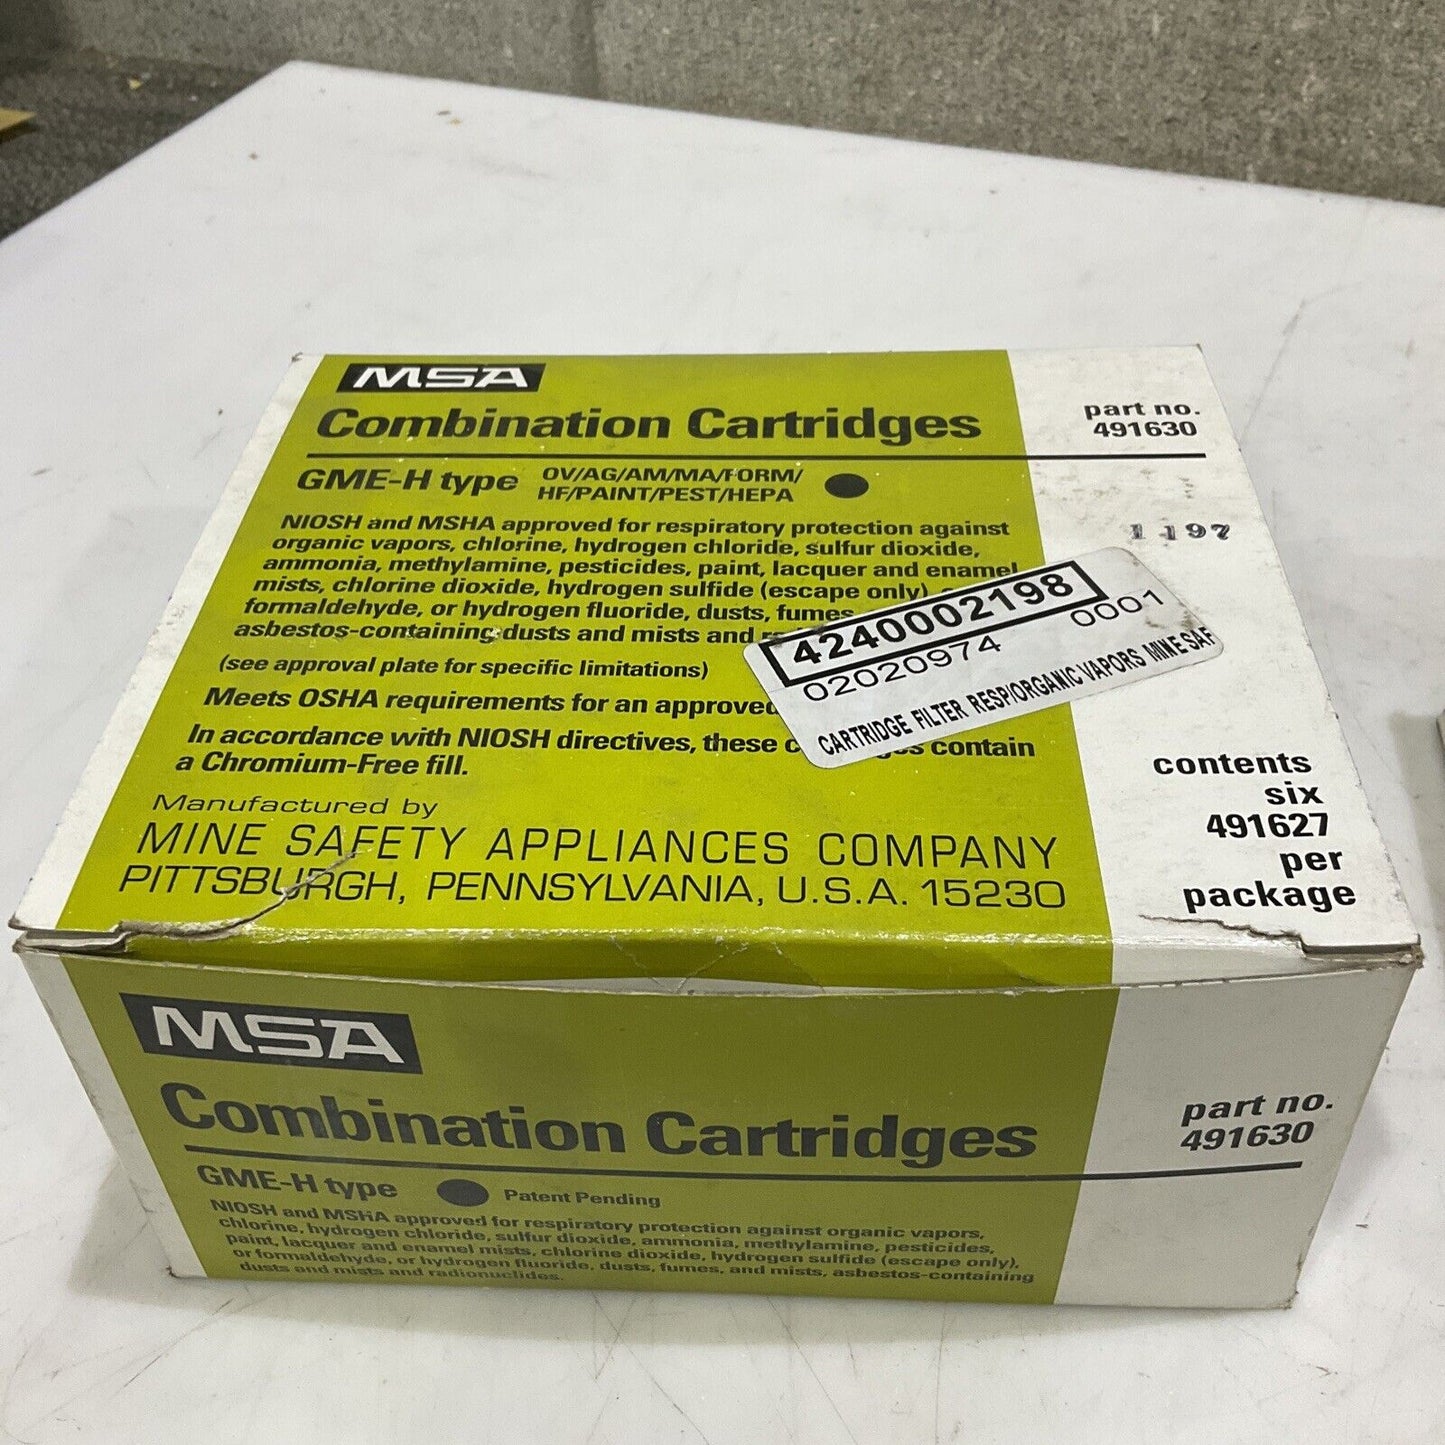 MSA
Combination Cartridges
part no.
491630
GME-H type
OV/AG/AM/MA/FORM/
HF/PAINT/PEST/HEPA
NIOSH and MSHA approved for respiratory protection against
organic vapors, chlorine, hydrogen chloride, sulfur dioxide,
ammonia, methylamine, pesticides, paint, lacquer and enamel
mists, chlorine dioxide, hydrogen sulfide (escape only),
formaldehyde, or hydrogen fluoride, dusts, fumes
asbestos-containing dusts and mists and
(see approval plate for specific limitations)
Meets OSHA requirements for an approved
In accordance with NIOSH directives, these contain
a Chromium-Free fill.
Manufactured by
MINE SAFETY APPLIANCES COMPANY
PITTSBURGH, PENNSYLVANIA, U.S.A. 15230
1197
4240002198
02020974 0001
CARTRIDGE FILTER RESP/ORGANIC VAPORS MINE SAF
contents
six
491627
per
package
MSA
Combination Cartridges
part no.
491630
GME-H type
Patent Pending
NIOSH and MSHA approved for respiratory protection against organic vapors,
chlorine, hydrogen chloride, sulfur dioxide, ammonia, methylamine, pesticides,
paint, lacquer and enamel mists, chlorine dioxide, hydrogen sulfide (escape only),
or formaldehyde, or hydrogen fluoride, dusts, fumes, and mists, asbestos-containing
dusts and mists and radionuclides.